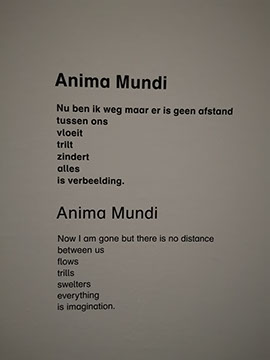 Anima Mundi
Nu ben ik weg maar er is geen afstand
tussen ons
vloeit
trilt
zindert
alles
is verbeelding.
Anima Mundi
Now I am gone but there is no distance
between us
flows
trills
swelters
everything
is imagination.